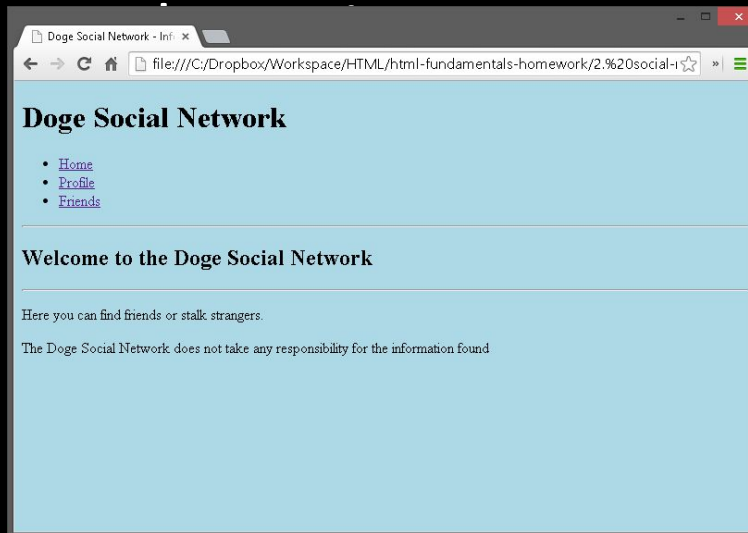 Doge Social Network - Inf
file:///C:/Dropbox/Workspace/HTML/html-fundamentals-homework/2.%20social-
Doge Social Network
Home
Profile
Friends
Welcome to the Doge Social Network
Here you can find friends or stalk strangers.
The Doge Social Network does not take any responsibility for the information found